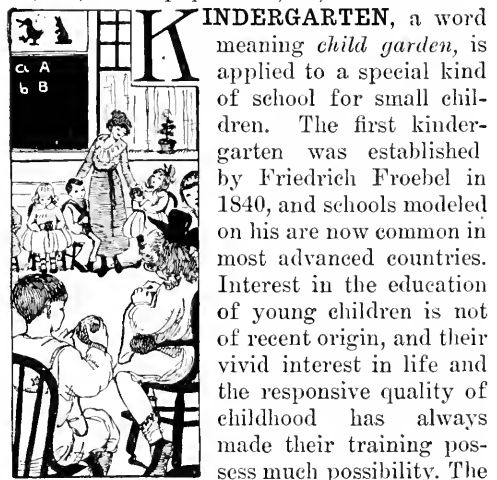 a A
b B
KINDERGARTEN, a word
meaning child garden, is
applied to a special kind
of school for small chil-
dren. The first kinder-
garten was established
by Friedrich Froebel in
1840, and schools modeled
on his are now common in
most advanced countries.
Interest in the education
of young children is not
of recent origin, and their
vivid interest in life and
the responsive quality of
childhood has always
made their training pos-
sess much possibility. The